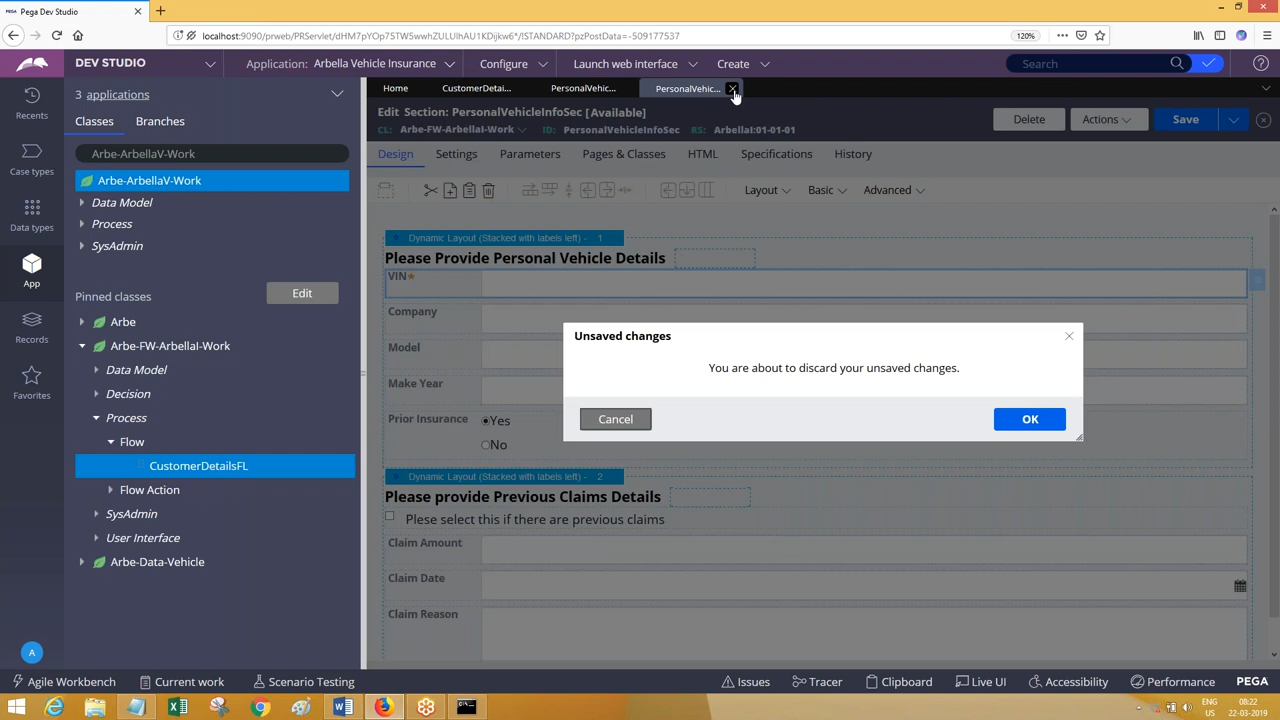 Pega Dev Studio
localhost:9090/prweb/PRServlet/dHM7pYOp75TW5wwhZULUlhAU1KDijkw6*/!STANDARD?pzPostData=-509177537
120%
DEV STUDIO
Application: Arbella Vehicle Insurance
Configure
Launch web interface
Create
Search
3 applications
Classes
Branches
Arbe-ArbellaV-Work
Arbe-ArbellaV-Work
Data Model
Process
SysAdmin
Pinned classes
Edit
Arbe
Arbe-FW-ArbellaI-Work
Data Model
Decision
Process
Flow
CustomerDetailsFL
Flow Action
SysAdmin
User Interface
Arbe-Data-Vehicle
Recents
Case types
Data types
App
Records
Favorites
A
Home
CustomerDetai...
PersonalVehic...
PersonalVehic...
Edit Section: PersonalVehicleInfoSec [Available]
CL: Arbe-FW-ArbellaI-Work ID: PersonalVehicleInfoSec RS: ArbellaI:01-01-01
Delete
Actions
Save
Design
Settings
Parameters
Pages & Classes
HTML
Specifications
History
Layout
Basic
Advanced
Dynamic Layout (Stacked with labels left) - 1
Please Provide Personal Vehicle Details
VIN
Company
Model
Make Year
Prior Insurance
Yes
No
Unsaved changes
You are about to discard your unsaved changes.
Cancel
OK
Dynamic Layout (Stacked with labels left) - 2
Please provide Previous Claims Details
Plese select this if there are previous claims
Claim Amount
Claim Date
Claim Reason
Agile Workbench
Current work
Scenario Testing
Issues
Tracer
Clipboard
Live UI
Accessibility
Performance
PEGA
ENG
US
08:22
22-03-2019